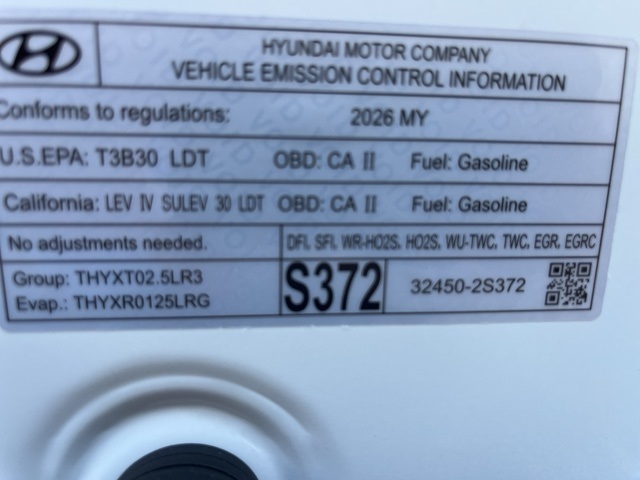 HYUNDAI MOTOR COMPANY
VEHICLE EMISSION CONTROL INFORMATION
Conforms to regulations: 2026 MY
U.S.EPA: T3B30 LDT OBD: CA II Fuel: Gasoline
California: LEV IV SULEV 30 LDT OBD: CA II Fuel: Gasoline
No adjustments needed. DFI, SFI, WR-HO2S, HO2S, WU-TWC, TWC, EGR, EGRC
Group: THYXT02.5LR3
Evap.: THYXR0125LRG
S372
32450-2S372